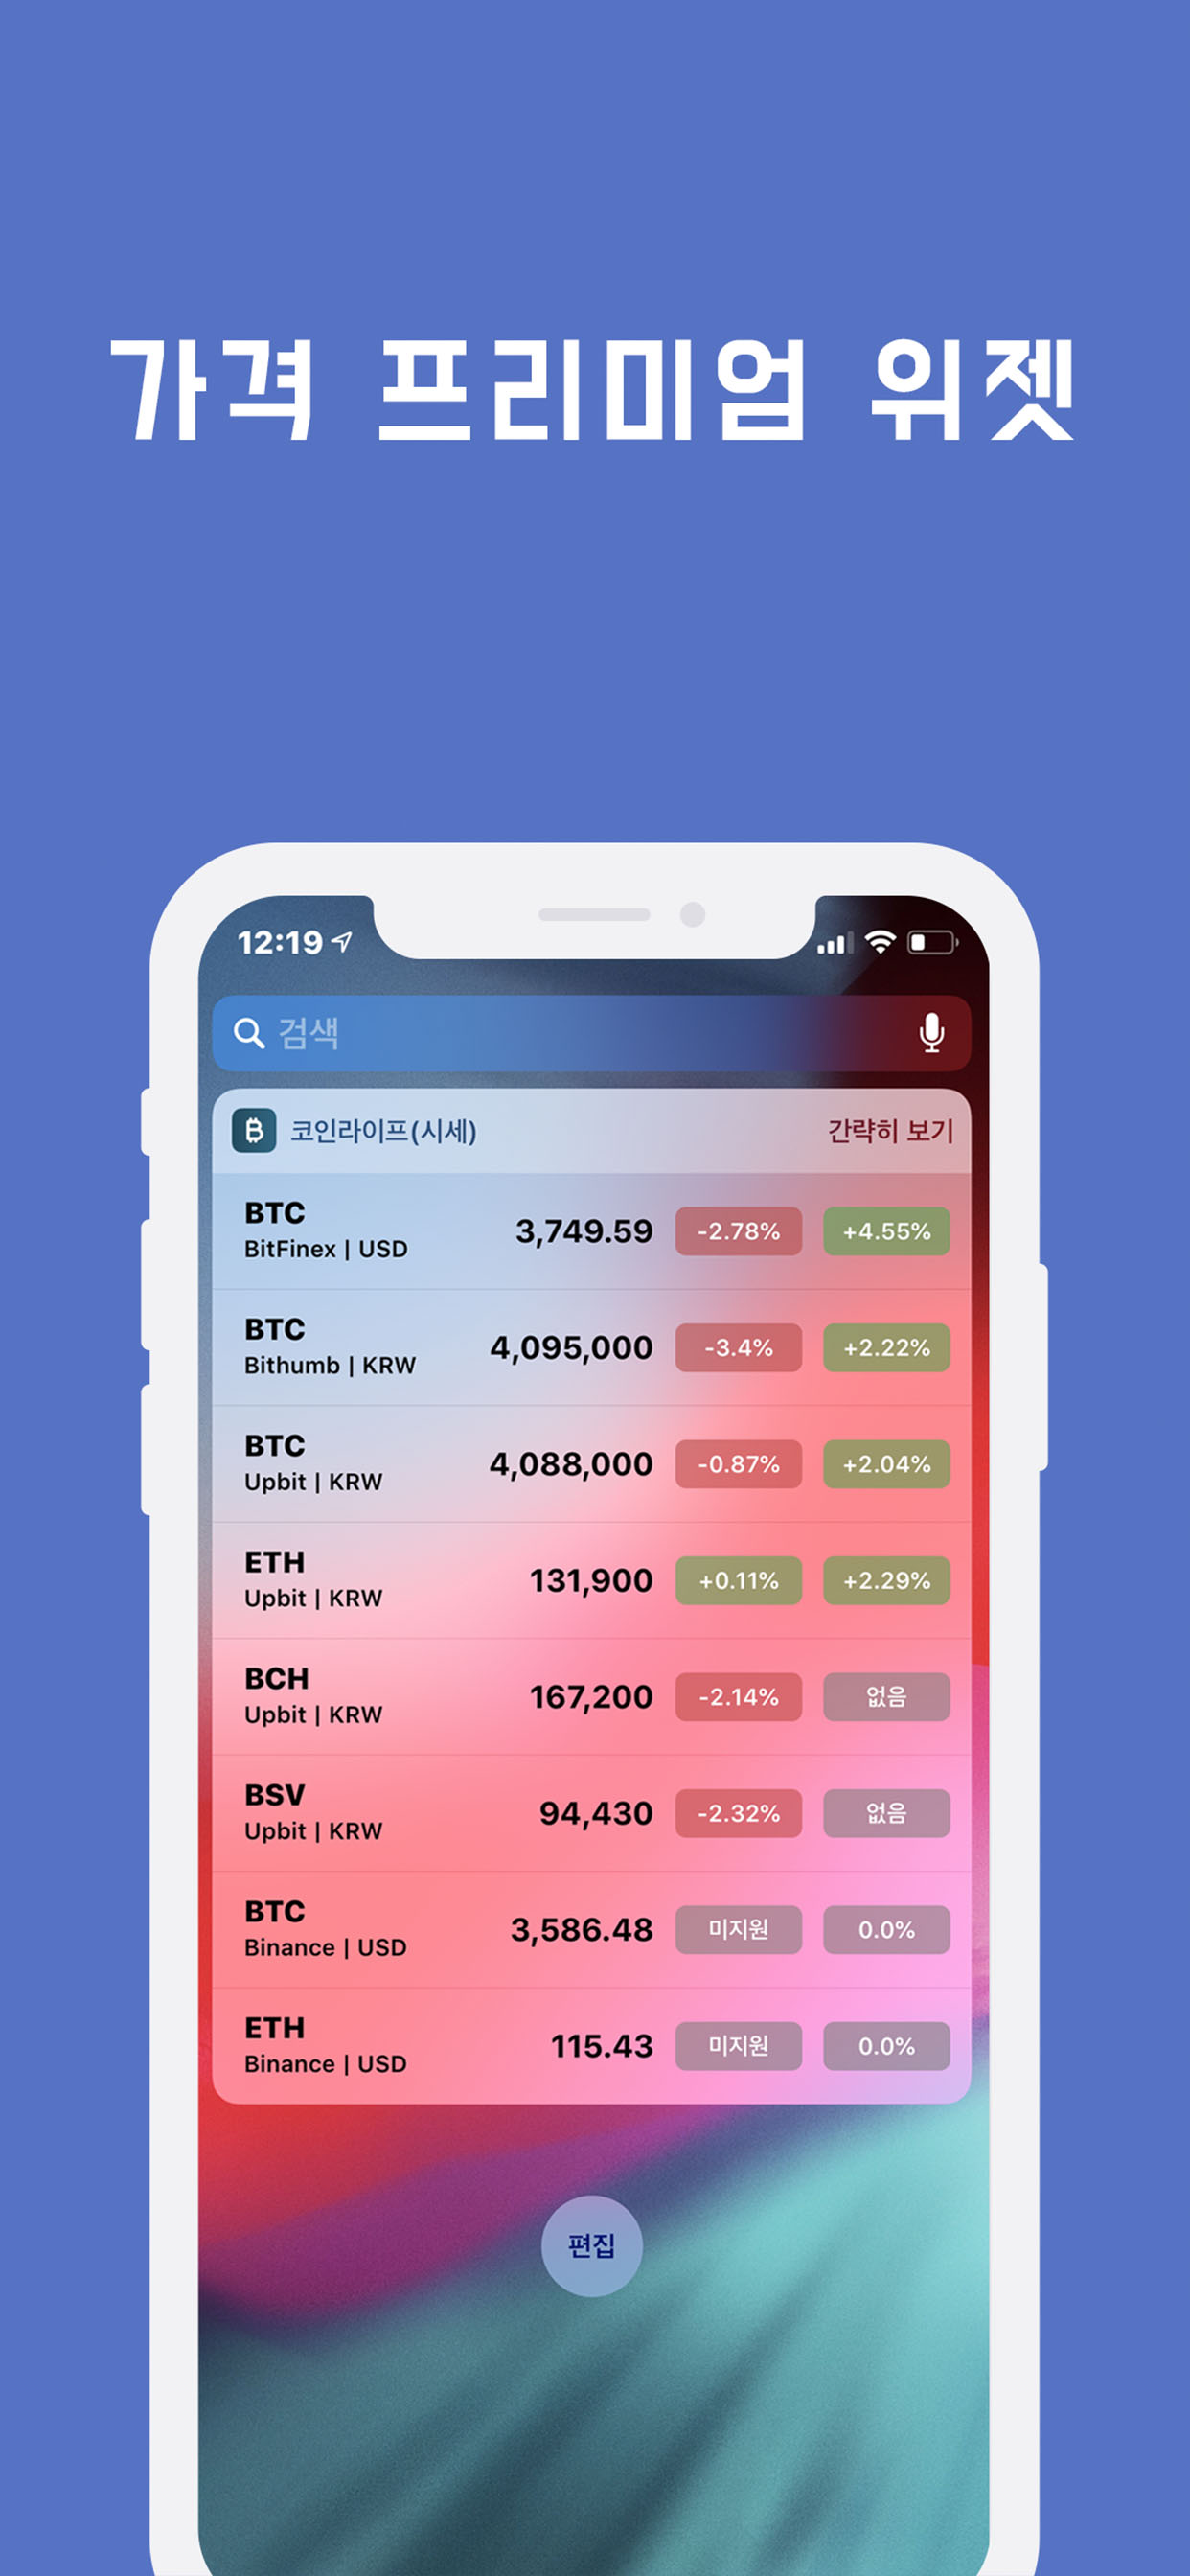 가격 프리미엄 위젯
12:19
검색
코인라이프(시세) 간략히 보기
BTC
BitFinex | USD
3,749.59 -2.78% +4.55%
BTC
Bithumb | KRW
4,095,000 -3.4% +2.22%
BTC
Upbit | KRW
4,088,000 -0.87% +2.04%
ETH
Upbit | KRW
131,900 +0.11% +2.29%
BCH
Upbit | KRW
167,200 -2.14% 없음
BSV
Upbit | KRW
94,430 -2.32% 없음
BTC
Binance | USD
3,586.48 미지원 0.0%
ETH
Binance | USD
115.43 미지원 0.0%
편집